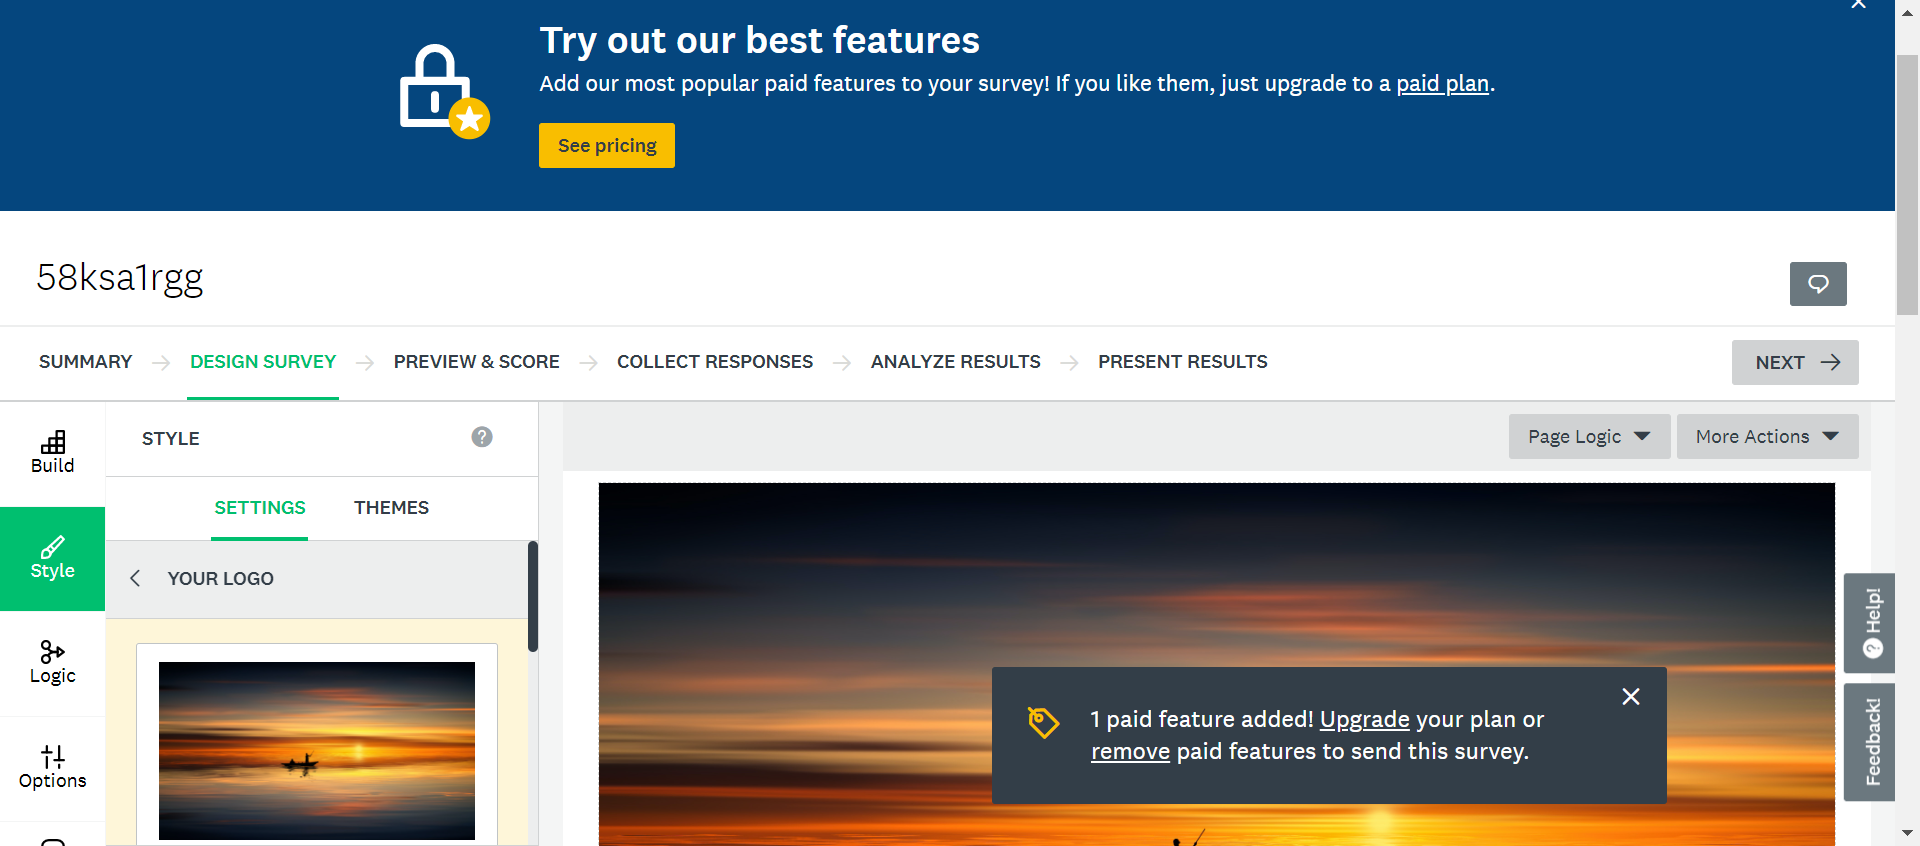 Try out our best features
Add our most popular paid features to your survey! If you like them, just upgrade to a paid plan.
See pricing
58ksa1rgg
SUMMARY
DESIGN SURVEY
PREVIEW & SCORE
COLLECT RESPONSES
ANALYZE RESULTS
PRESENT RESULTS
NEXT
Build
Style
Logic
Options
STYLE
?
SETTINGS
THEMES
YOUR LOGO
Page Logic
More Actions
1 paid feature added! Upgrade your plan or
remove paid features to send this survey.
? Help!
Feedback!